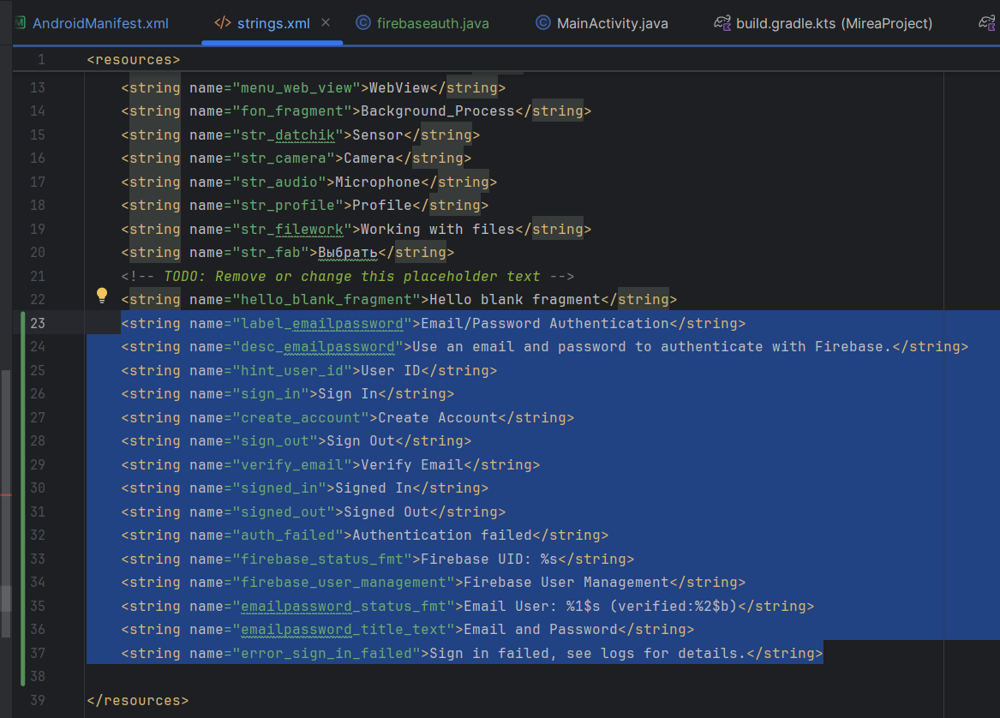 AndroidManifest.xml
strings.xml
firebaseauth.java
MainActivity.java
build.gradle.kts (MireaProject)
1 <resources>
13 <string name="menu_web_view">WebView</string>
14 <string name="fon_fragment">Background_Process</string>
15 <string name="str_datchik">Sensor</string>
16 <string name="str_camera">Camera</string>
17 <string name="str_audio">Microphone</string>
18 <string name="str_profile">Profile</string>
19 <string name="str_filework">Working with files</string>
20 <string name="str_fab">Выбрать</string>
21 <!-- TODO: Remove or change this placeholder text -->
22 <string name="hello_blank_fragment">Hello blank fragment</string>
23 <string name="label_emailpassword">Email/Password Authentication</string>
24 <string name="desc_emailpassword">Use an email and password to authenticate with Firebase.</string>
25 <string name="hint_user_id">User ID</string>
26 <string name="sign_in">Sign In</string>
27 <string name="create_account">Create Account</string>
28 <string name="sign_out">Sign Out</string>
29 <string name="verify_email">Verify Email</string>
30 <string name="signed_in">Signed In</string>
31 <string name="signed_out">Signed Out</string>
32 <string name="auth_failed">Authentication failed</string>
33 <string name="firebase_status_fmt">Firebase UID: %s</string>
34 <string name="firebase_user_management">Firebase User Management</string>
35 <string name="emailpassword_status_fmt">Email User: %1$s (verified:%2$b)</string>
36 <string name="emailpassword_title_text">Email and Password</string>
37 <string name="error_sign_in_failed">Sign in failed, see logs for details.</string>
38
39 </resources>